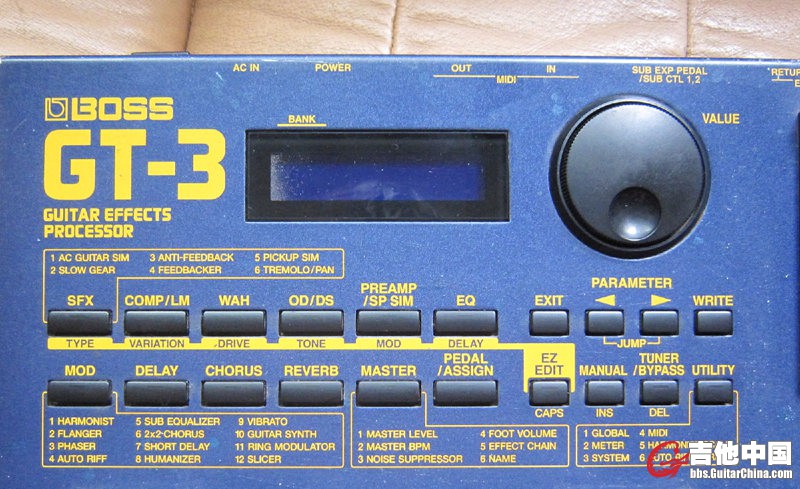 AC IN POWER OUT IN SUB EXP PEDAL
MIDI /SUB CTL 1,2
BOSS
BANK
VALUE
GT-3
GUITAR EFFECTS
PROCESSOR
1 AC GUITAR SIM 3 ANTI-FEEDBACK 5 PICKUP SIM
2 SLOW GEAR 4 FEEDBACKER 6 TREMOLO/PAN
PARAMETER
SFX COMP/LM WAH OD/DS PREAMP /SP SIM EQ EXIT ◄ ► WRITE
TYPE VARIATION DRIVE TONE MOD DELAY JUMP
MOD DELAY CHORUS REVERB MASTER PEDAL /ASSIGN EZ EDIT MANUAL TUNER /BYPASS UTILITY
CAPS INS DEL
1 HARMONIST 5 SUB EQUALIZER 9 VIBRATO
2 FLANGER 6 2x2-CHORUS 10 GUITAR SYNTH
3 PHASER 7 SHORT DELAY 11 RING MODULATOR
4 AUTO RIFF 8 HUMANIZER 12 SLICER
1 MASTER LEVEL 4 FOOT VOLUME
2 MASTER BPM 5 EFFECT CHAIN
3 NOISE SUPPRESSOR 6 NAME
1 GLOBAL 4 MIDI
2 METER 5
3 SYSTEM 6
吉他中国
bbs.GuitarChina.com